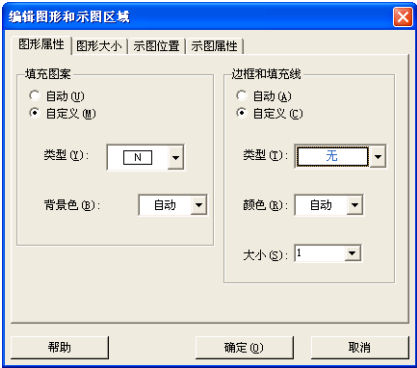 编辑图形和示图区域
图形属性 图形大小 示图位置 示图属性
填充图案
自动(U)
自定义(M)
类型(Y): N
背景色(B): 自动
边框和填充线
自动(A)
自定义(C)
类型(T): 无
颜色(R): 自动
大小(S): 1
帮助 确定(O) 取消